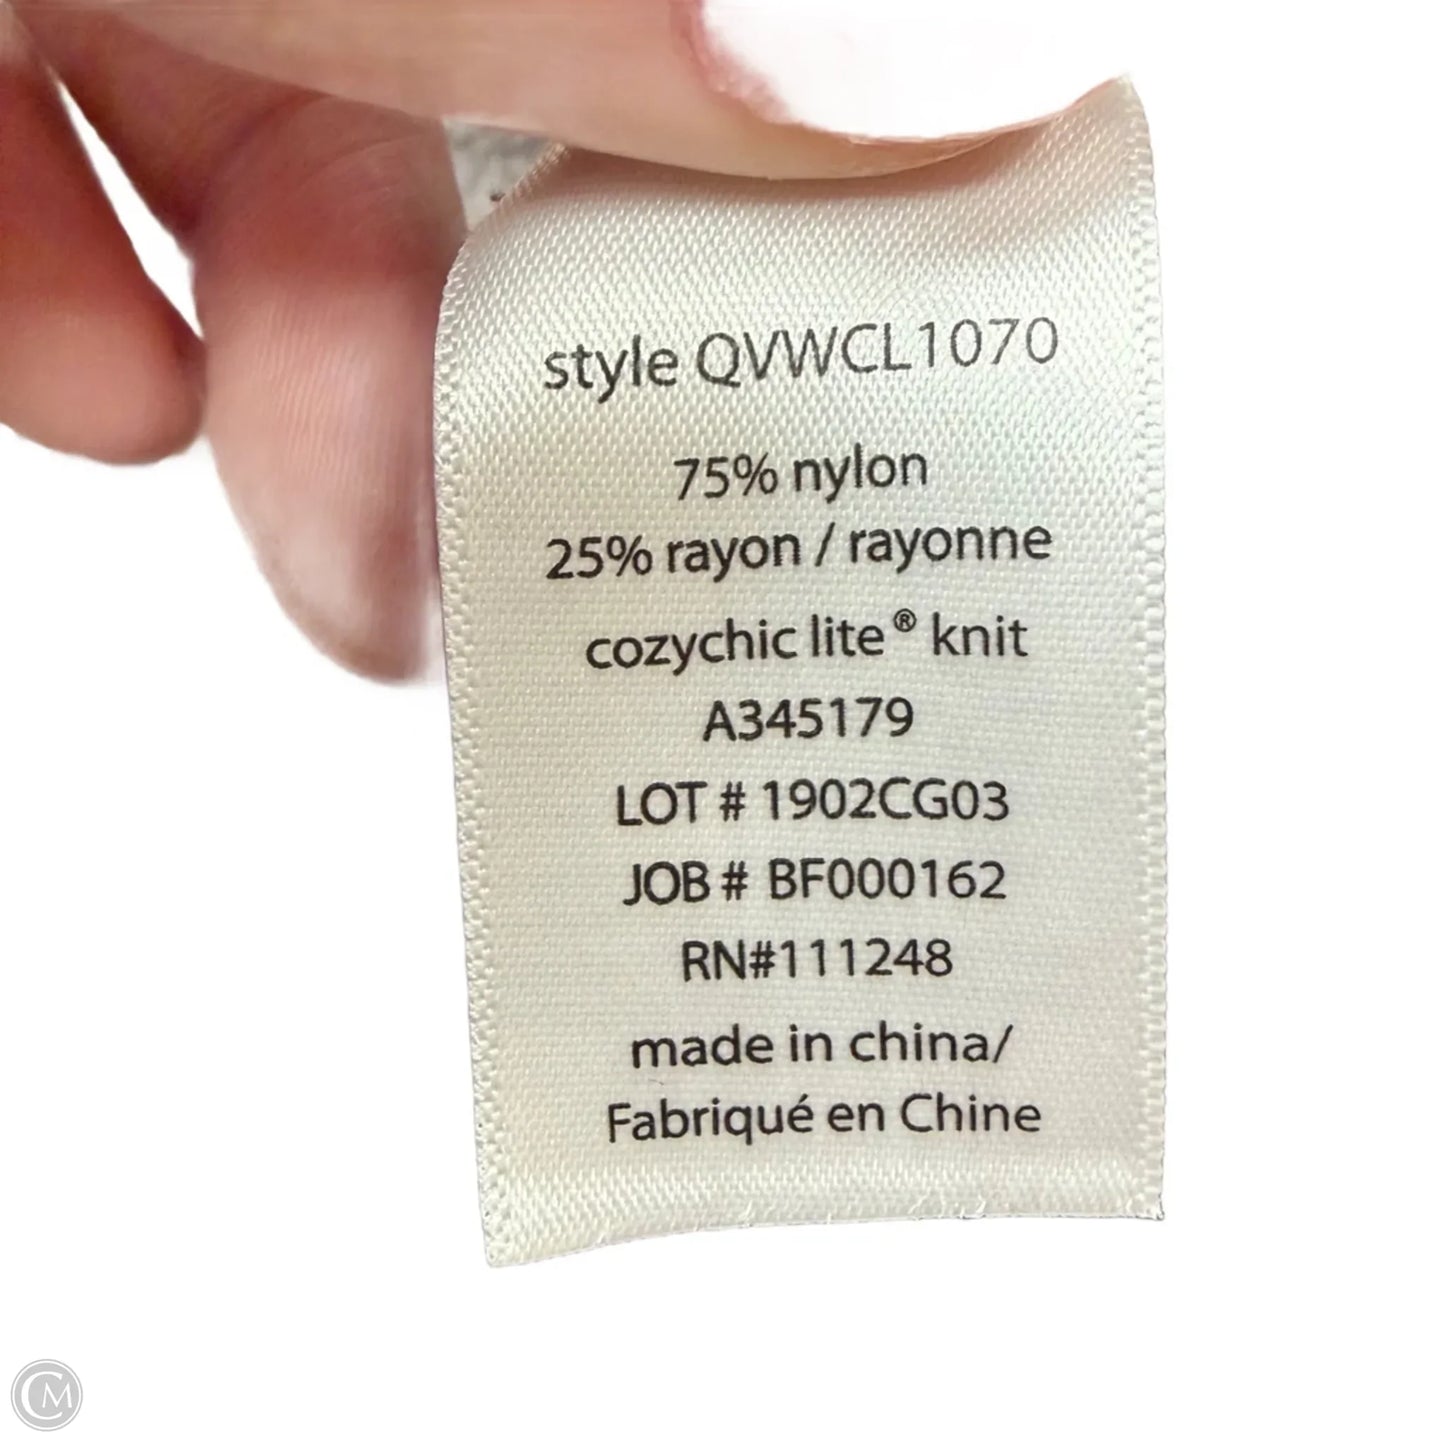 style QVWCL1070
75% nylon
25% rayon / rayonne
cozychic lite® knit
A345179
LOT # 1902CG03
JOB # BF000162
RN#111248
made in china/
Fabriqué en Chine
CM